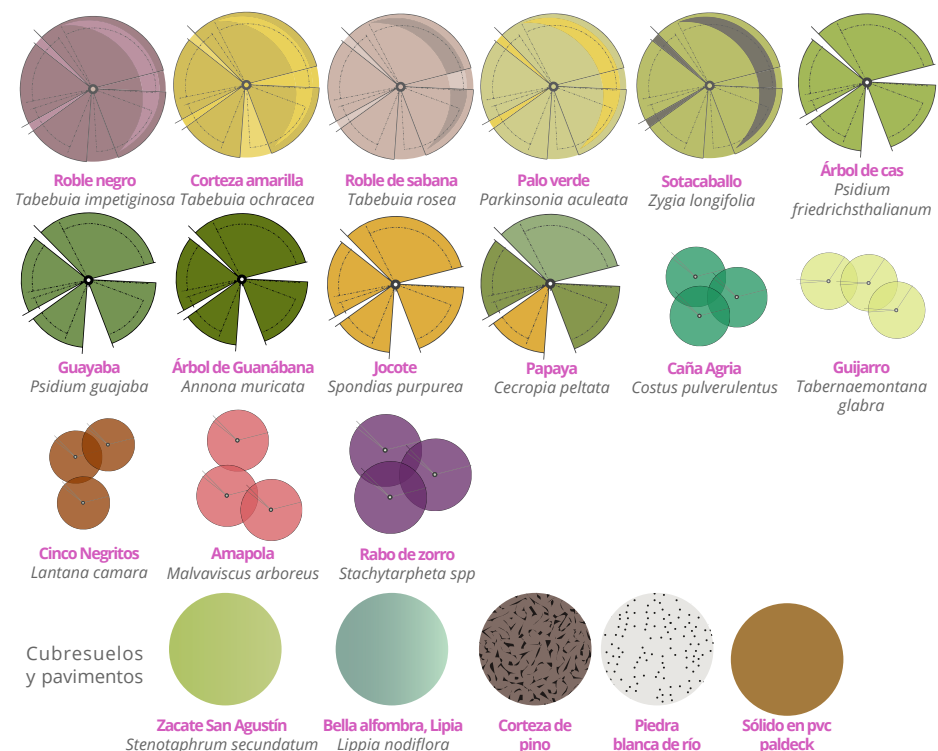 Roble negro
Tabebuia impetiginosa
Corteza amarilla
Tabebuia ochracea
Roble de sabana
Tabebuia rosea
Palo verde
Parkinsonia aculeata
Sotacaballo
Zygia longifolia
Árbol de cas
Psidium
friedrichsthalianum
Guayaba
Psidium guajaba
Árbol de Guanábana
Annona muricata
Jocote
Spondias purpurea
Papaya
Cecropia peltata
Caña Agria
Costus pulverulentus
Guijarro
Tabernaemontana
glabra
Cinco Negritos
Lantana camara
Amapola
Malvaviscus arboreus
Rabo de zorro
Stachytarpheta spp
Cubresuelos
y pavimentos
Zacate San Agustín
Stenotaphrum secundatum
Bella alfombra, Lipia
Lippia nodiflora
Corteza de
pino
Piedra
blanca de río
Sólido en pvc
paldeck